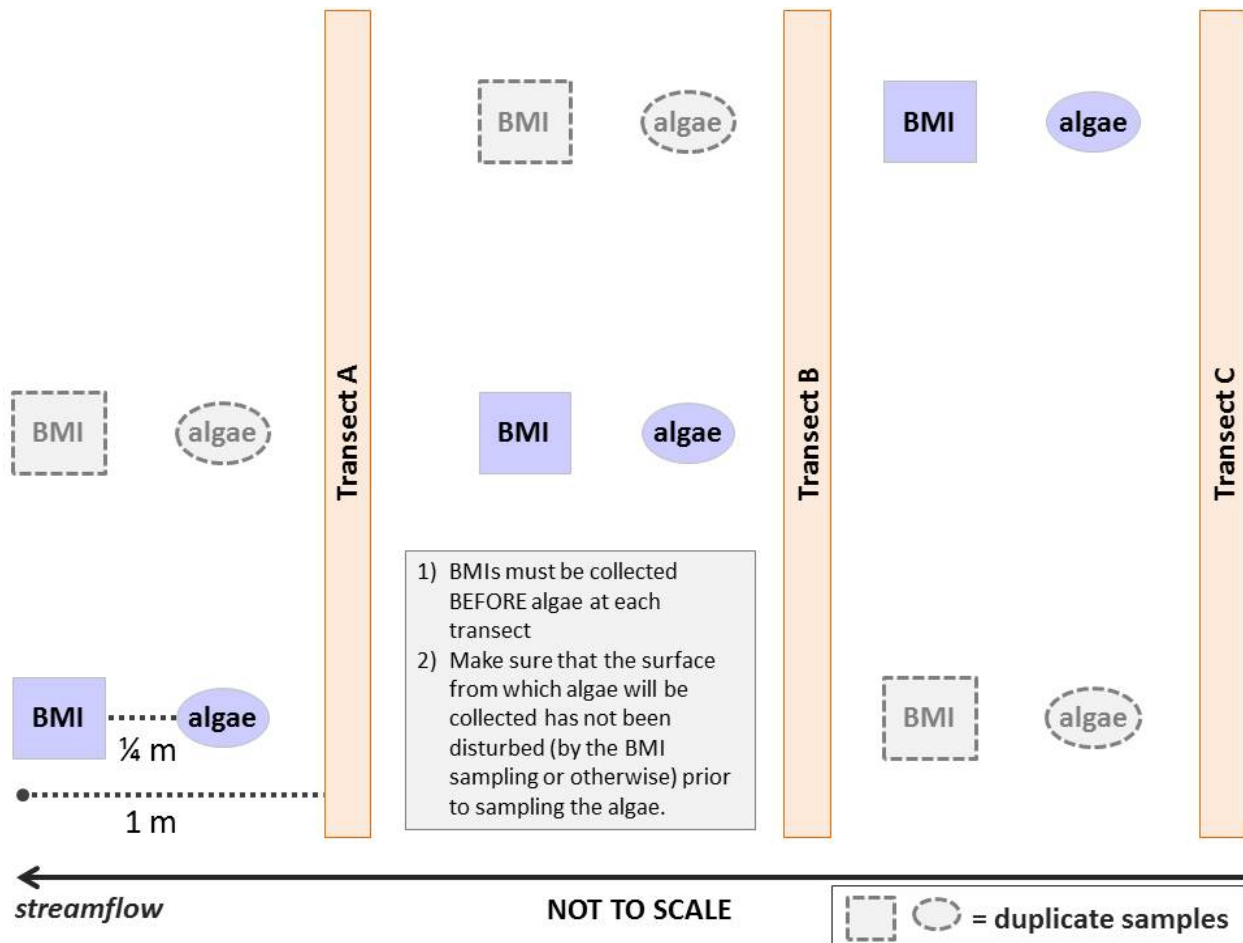 BMI
algae
BMI
algae
Transect A
Transect B
Transect C
BMI
algae
BMI
algae
1) BMIs must be collected
BEFORE algae at each
transect
2) Make sure that the surface
from which algae will be
collected has not been
disturbed (by the BMI
sampling or otherwise) prior
to sampling the algae.
BMI
algae
¼ m
BMI
algae
1 m
streamflow
NOT TO SCALE
= duplicate samples